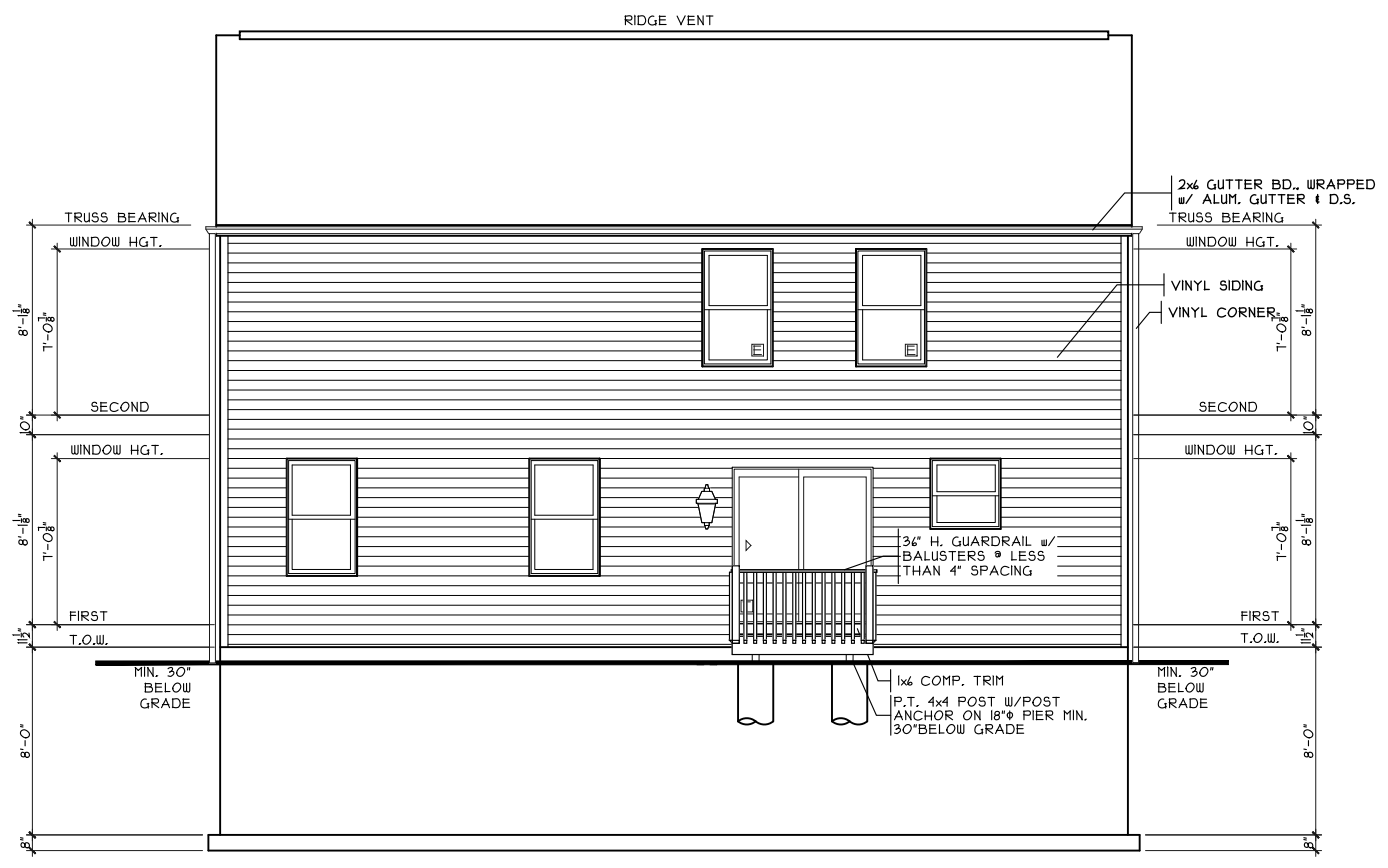 RIDGE VENT
2x6 GUTTER BD., WRAPPED
w/ ALUM. GUTTER & D.S.
TRUSS BEARING
TRUSS BEARING
WINDOW HGT.
WINDOW HGT.
VINYL SIDING
VINYL CORNER
8'-1 1/8"
7'-0 7/8"
7'-0 7/8"
8'-1 1/8"
E
E
SECOND
SECOND
10"
10"
WINDOW HGT.
WINDOW HGT.
8'-1 1/8"
7'-0 7/8"
7'-0 7/8"
8'-1 1/8"
36" H. GUARDRAIL w/
BALUSTERS @ LESS
THAN 4" SPACING
FIRST
FIRST
11 1/2"
T.O.W.
T.O.W.
11 1/2"
MIN. 30"
BELOW
GRADE
MIN. 30"
BELOW
GRADE
1x6 COMP. TRIM
P.T. 4x4 POST W/POST
ANCHOR ON 18"ϕ PIER MIN.
30"BELOW GRADE
8'-0"
8'-0"
8"
8"